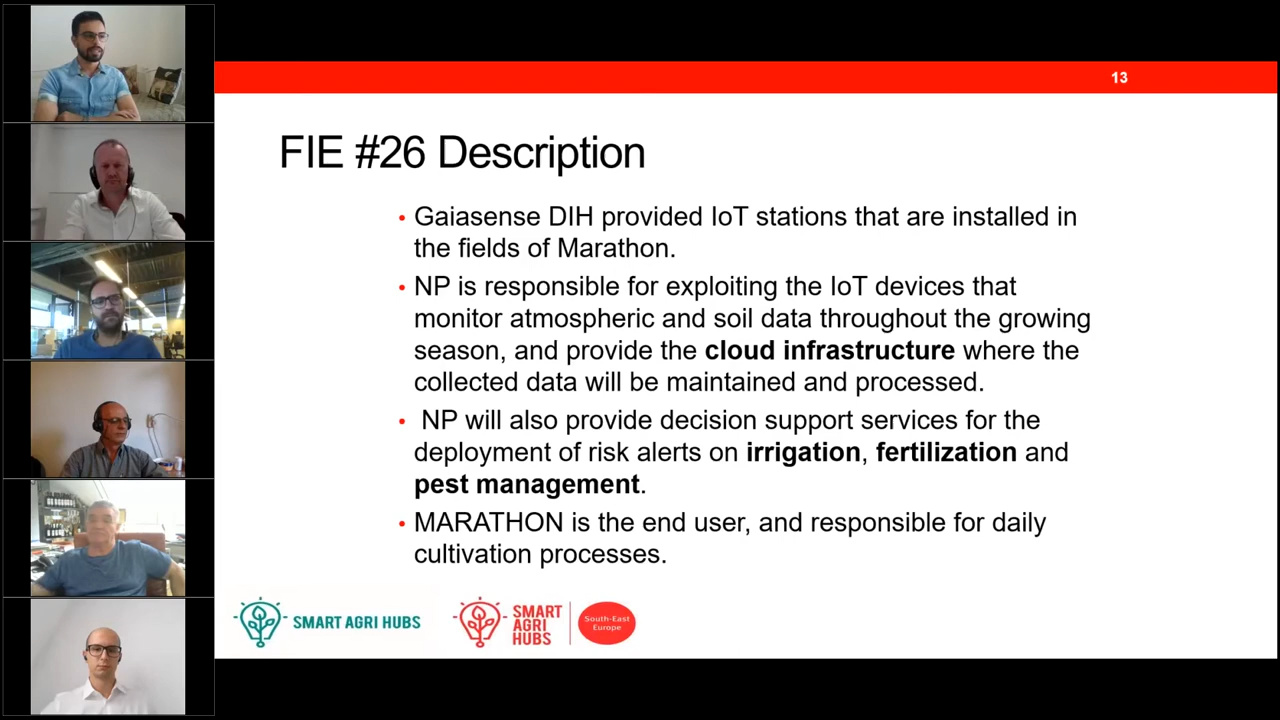 13
FIE #26 Description
• Gaiasense DIH provided IoT stations that are installed in
the fields of Marathon.
• NP is responsible for exploiting the IoT devices that
monitor atmospheric and soil data throughout the growing
season, and provide the cloud infrastructure where the
collected data will be maintained and processed.
• NP will also provide decision support services for the
deployment of risk alerts on irrigation, fertilization and
pest management.
• MARATHON is the end user, and responsible for daily
cultivation processes.
SMART AGRI HUBS
SMART
AGRI
HUBS
South-East
Europe